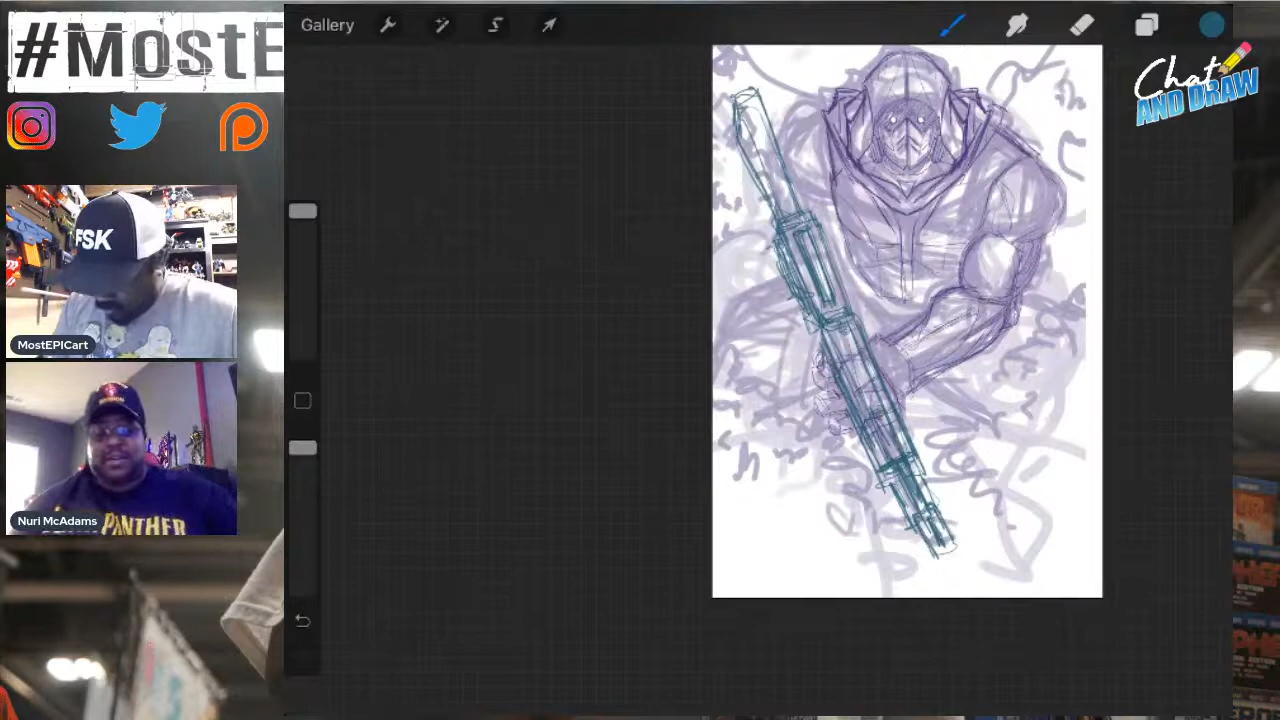 #MostE
Gallery
Chat
AND DRAW
FSK
MostEPICart
Nuri McAdams
PANTHER